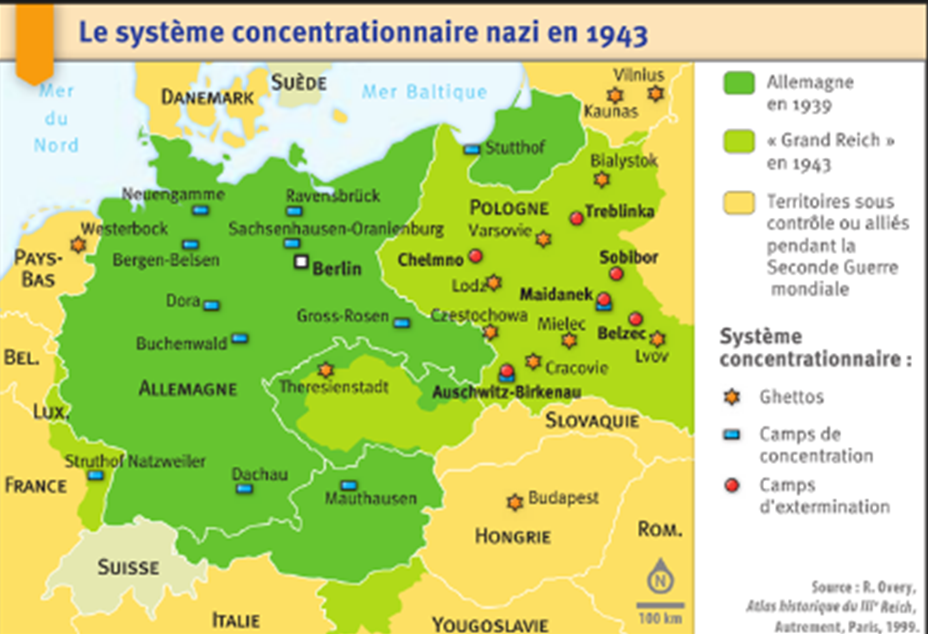 Le système concentrationnaire nazi en 1943
Mer
du
Nord
DANEMARK
SUÈDE
Mer Baltique
Vilnius
Kaunas
Stutthof
Bialystok
Neuengamme
Ravensbrück
POLOGNE
Treblinka
Westerbock
Sachsenhausen-Oranienburg
Varsovie
PAYS-
BAS
Bergen-Belsen
Berlin
Chelmno
Sobibor
Lodz
Maidanek
Dora
Gross-Rosen
Czestochowa
Mielec
Belzec
Buchenwald
Lvov
BEL.
Cracovie
ALLEMAGNE
Theresienstadt
Auschwitz-Birkenau
LUX.
SLOVAQUIE
Struthof Natzweiler
FRANCE
Dachau
Mauthausen
Budapest
HONGRIE
ROM.
SUISSE
ITALIE
YOUGOSLAVIE
N
100 km
Allemagne
en 1939
« Grand Reich »
en 1943
Territoires sous
contrôle ou alliés
pendant la
Seconde Guerre
mondiale
Système
concentrationnaire :
Ghettos
Camps de
concentration
Camps
d'extermination
Source : R. Overy,
Atlas historique du IIIe Reich,
Autrement, Paris, 1999.